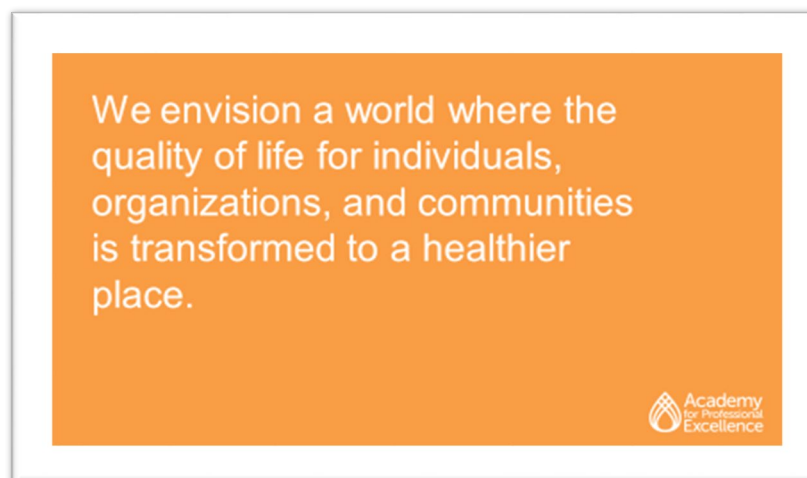 We envision a world where the
quality of life for individuals,
organizations, and communities
is transformed to a healthier
place.
Academy
for Professional
Excellence